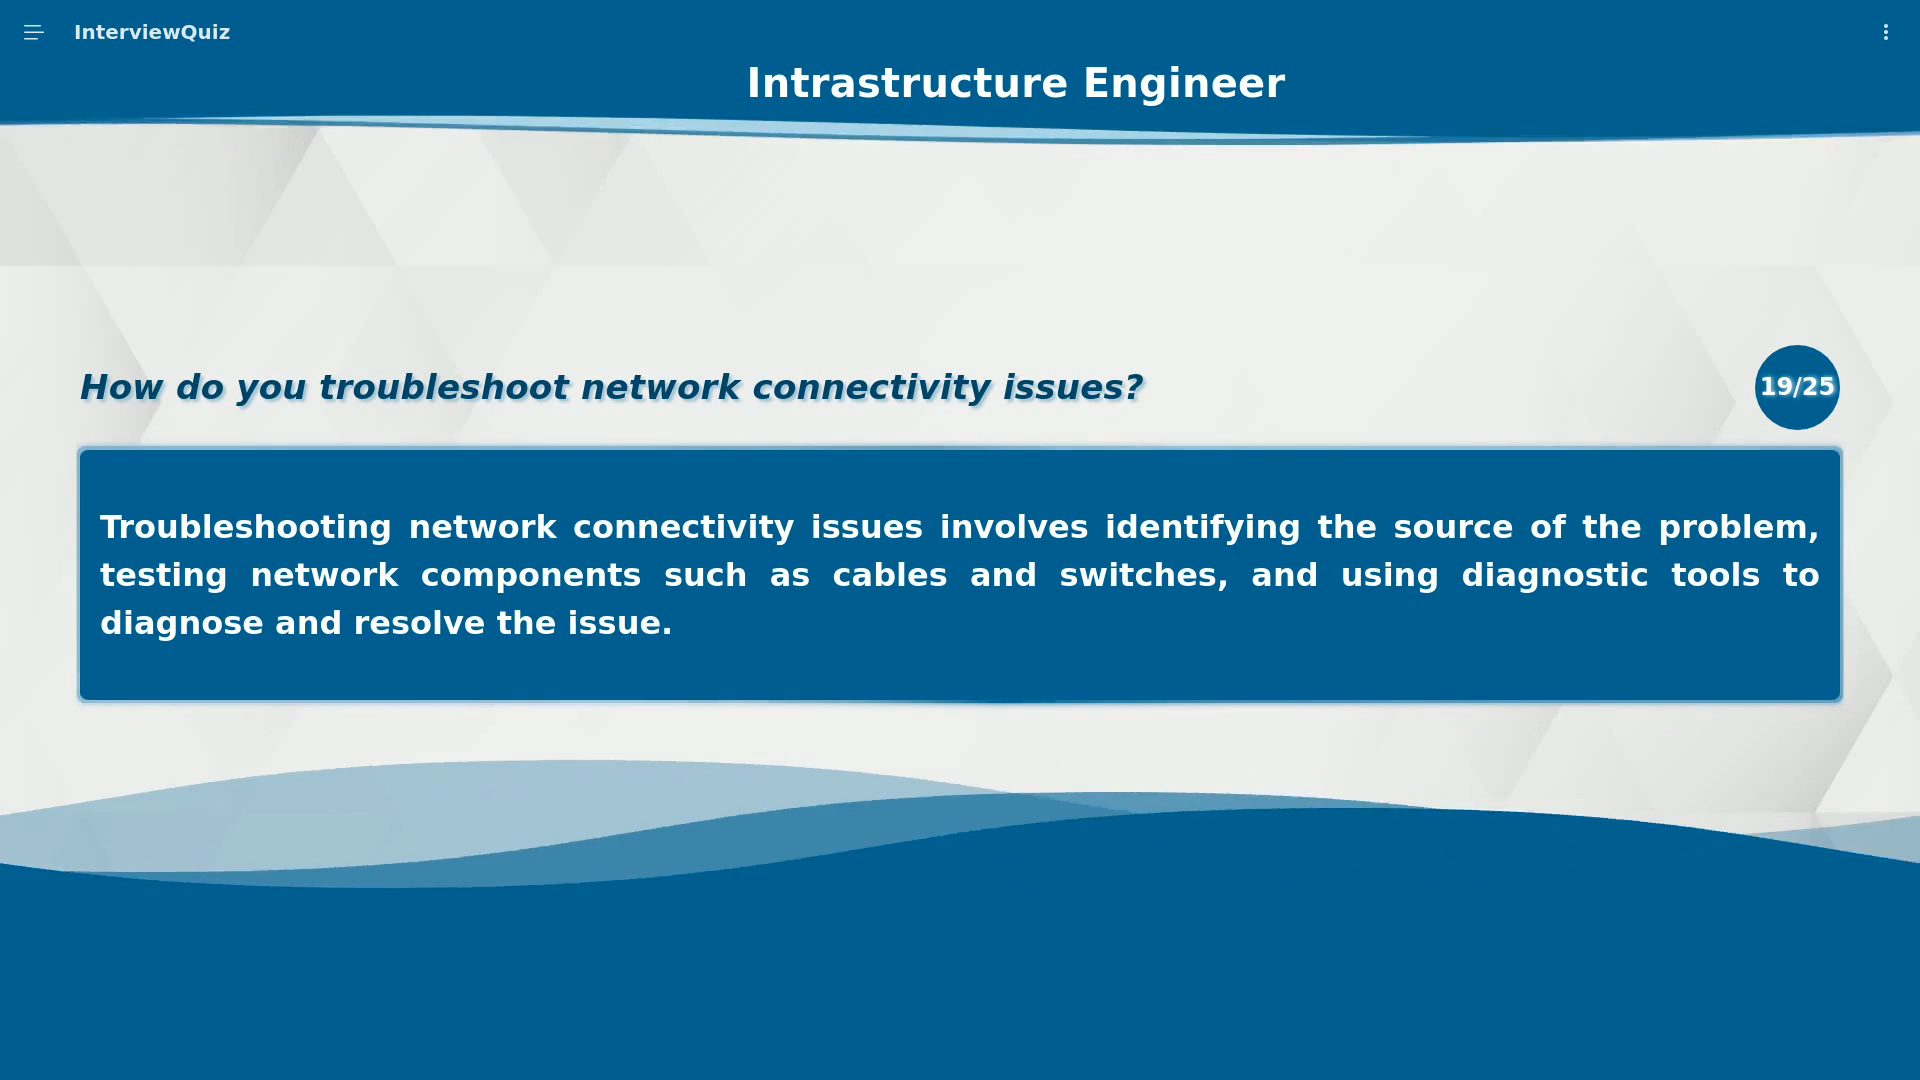 InterviewQuiz
Intrastructure Engineer
How do you troubleshoot network connectivity issues?
19/25
Troubleshooting network connectivity issues involves identifying the source of the problem,
testing network components such as cables and switches, and using diagnostic tools to
diagnose and resolve the issue.